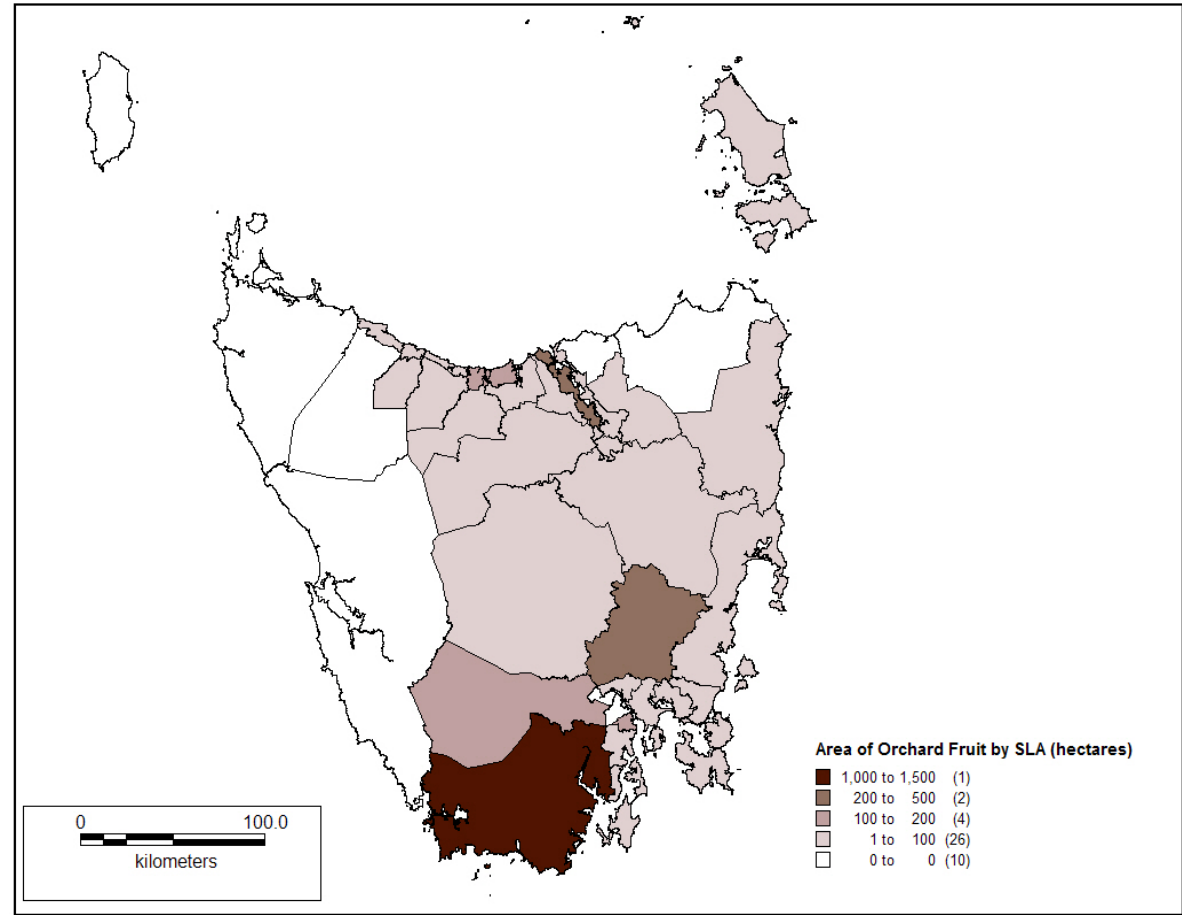 Area of Orchard Fruit by SLA (hectares)
1,000 to 1,500 (1)
200 to 500 (2)
100 to 200 (4)
1 to 100 (26)
0 to 0 (10)
0 100.0
kilometers